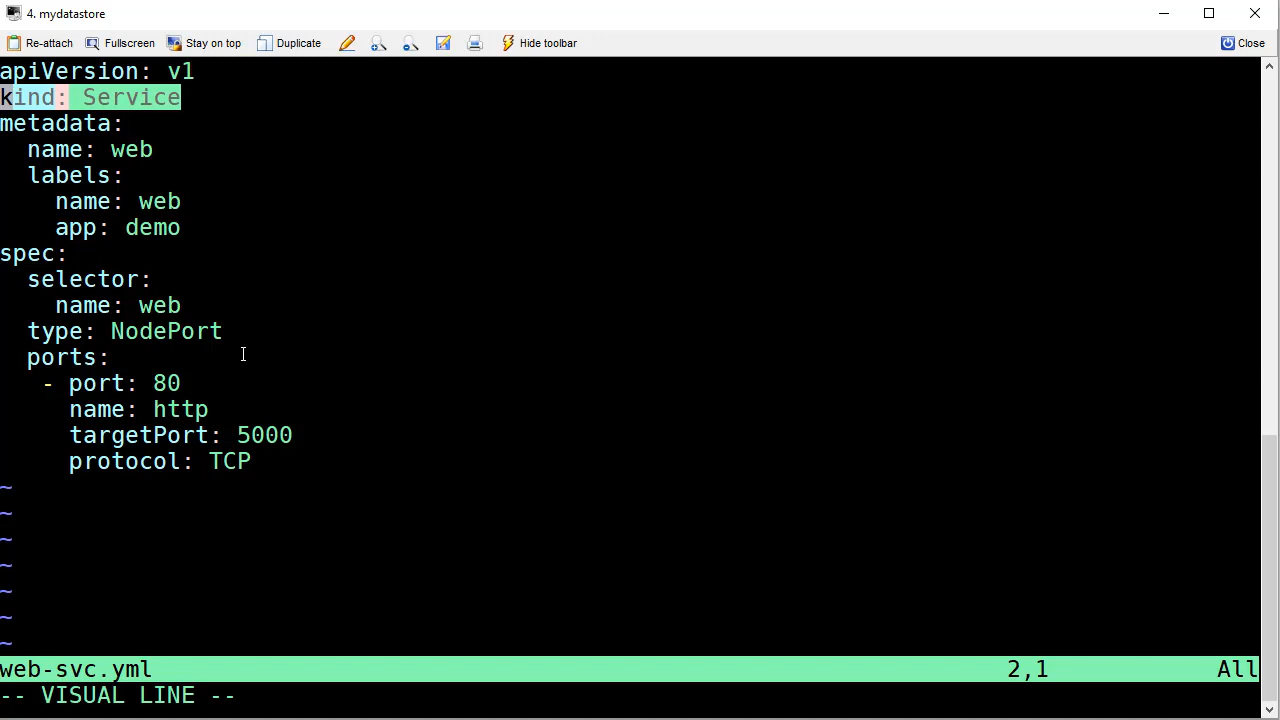 4. mydatastore
Re-attach Fullscreen Stay on top Duplicate Hide toolbar Close
apiVersion: v1
kind: Service
metadata:
  name: web
  labels:
    name: web
    app: demo
spec:
  selector:
    name: web
  type: NodePort
  ports:
   - port: 80
     name: http
     targetPort: 5000
     protocol: TCP
~
~
~
~
~
~
~
web-svc.yml 2,1 All
-- VISUAL LINE --